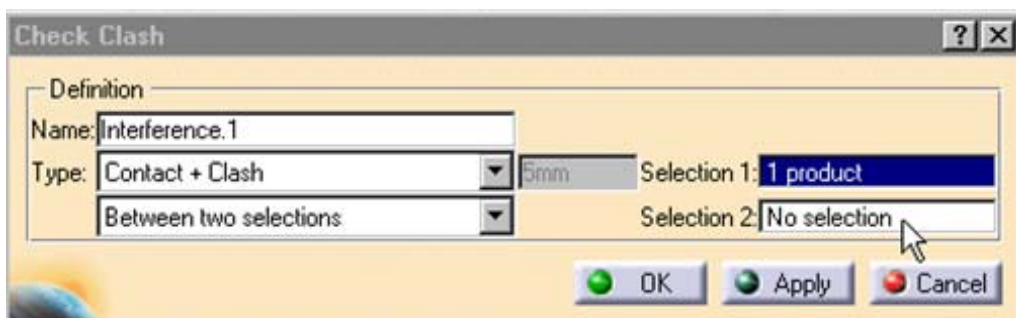 Check Clash
Definition
Name: Interference.1
Type: Contact + Clash 5mm Selection 1: 1 product
Between two selections Selection 2: No selection
OK Apply Cancel